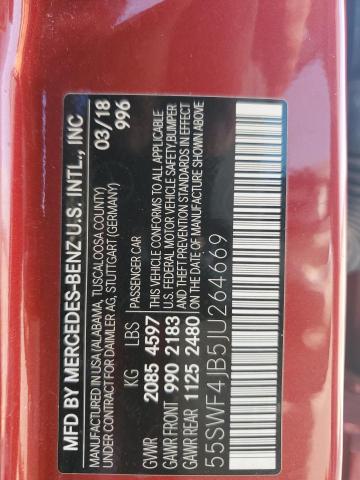 MFD BY MERCEDES-BENZ-U.S. INTL., INC
MANUFACTURED IN USA (ALABAMA, TUSCALOOSA COUNTY)
UNDER CONTRACT FOR DAIMLER AG, STUTTGART (GERMANY)
03/18
996
KG LBS
PASSENGER CAR
GVWR 2085 4597
GAWR FRONT 990 2183
GAWR REAR 1125 2480
THIS VEHICLE CONFORMS TO ALL APPLICABLE
U.S. FEDERAL MOTOR VEHICLE SAFETY, BUMPER
AND THEFT PREVENTION STANDARDS IN EFFECT
ON THE DATE OF MANUFACTURE SHOWN ABOVE
55SWF4JB5JU264669